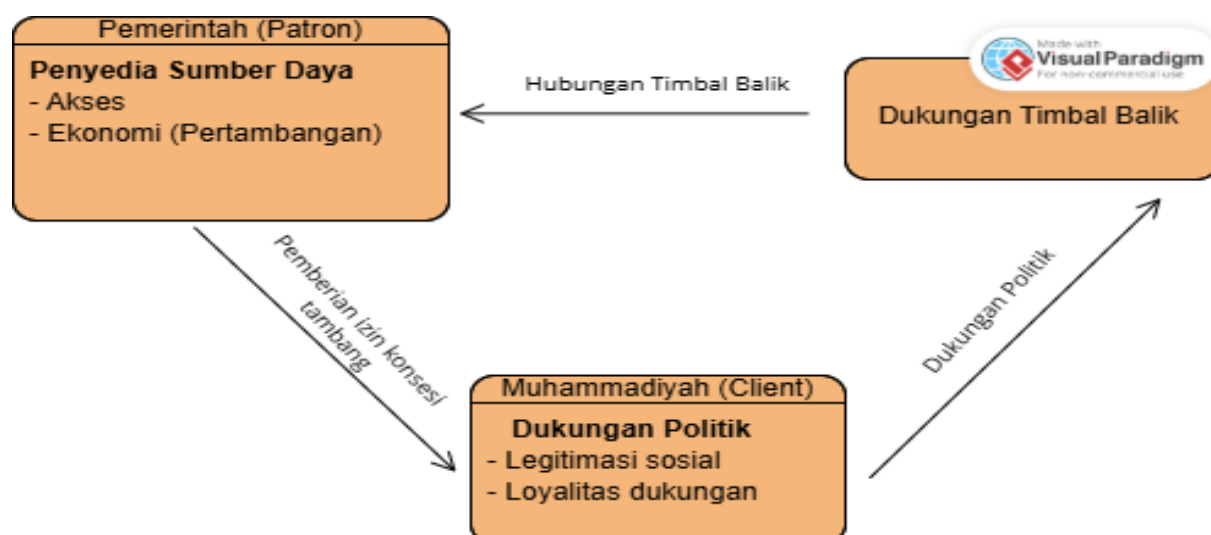 Pemerintah (Patron)
Penyedia Sumber Daya
- Akses
- Ekonomi (Pertambangan)
Hubungan Timbal Balik
Made with
Visual Paradigm
For non-commercial use
Dukungan Timbal Balik
Pemberian izin konsesi
tambang
Dukungan Politik
Muhammadiyah (Client)
Dukungan Politik
- Legitimasi sosial
- Loyalitas dukungan